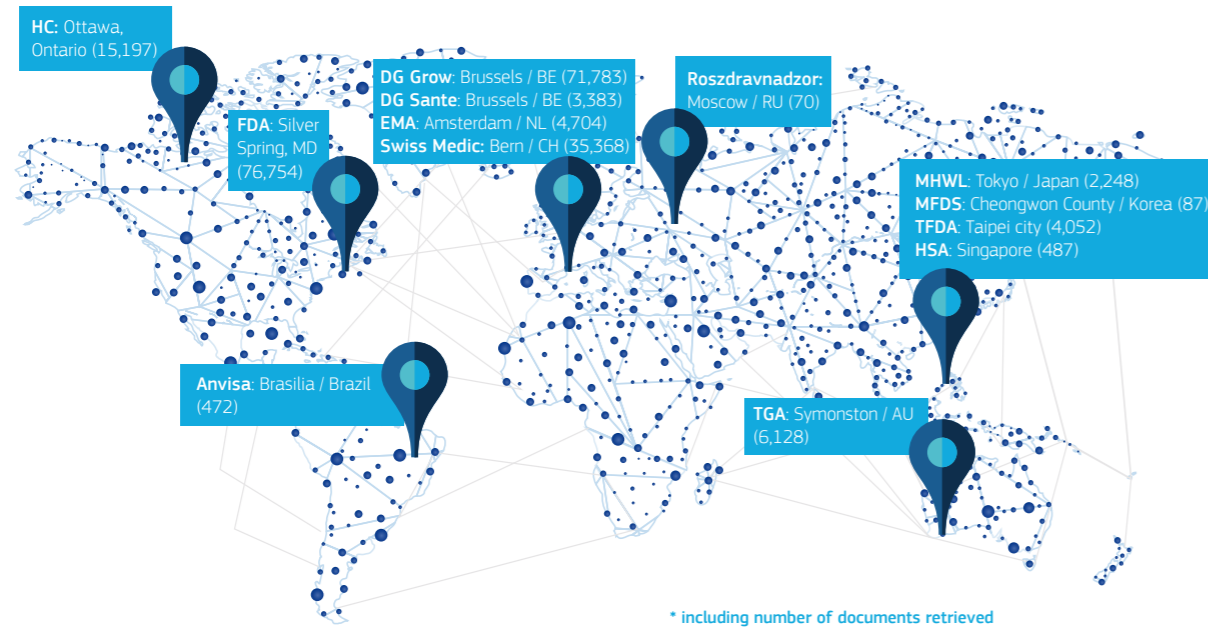 HC: Ottawa,
Ontario (15,197)
DG Grow: Brussels / BE (71,783)
DG Sante: Brussels / BE (3,383)
EMA: Amsterdam / NL (4,704)
Swiss Medic: Bern / CH (35,368)
Roszdravnadzor:
Moscow / RU (70)
FDA: Silver
Spring, MD
(76,754)
MHWL: Tokyo / Japan (2,248)
MFDS: Cheongwon County / Korea (87)
TFDA: Taipei city (4,052)
HSA: Singapore (487)
Anvisa: Brasilia / Brazil
(472)
TGA: Symonston / AU
(6,128)
* including number of documents retrieved